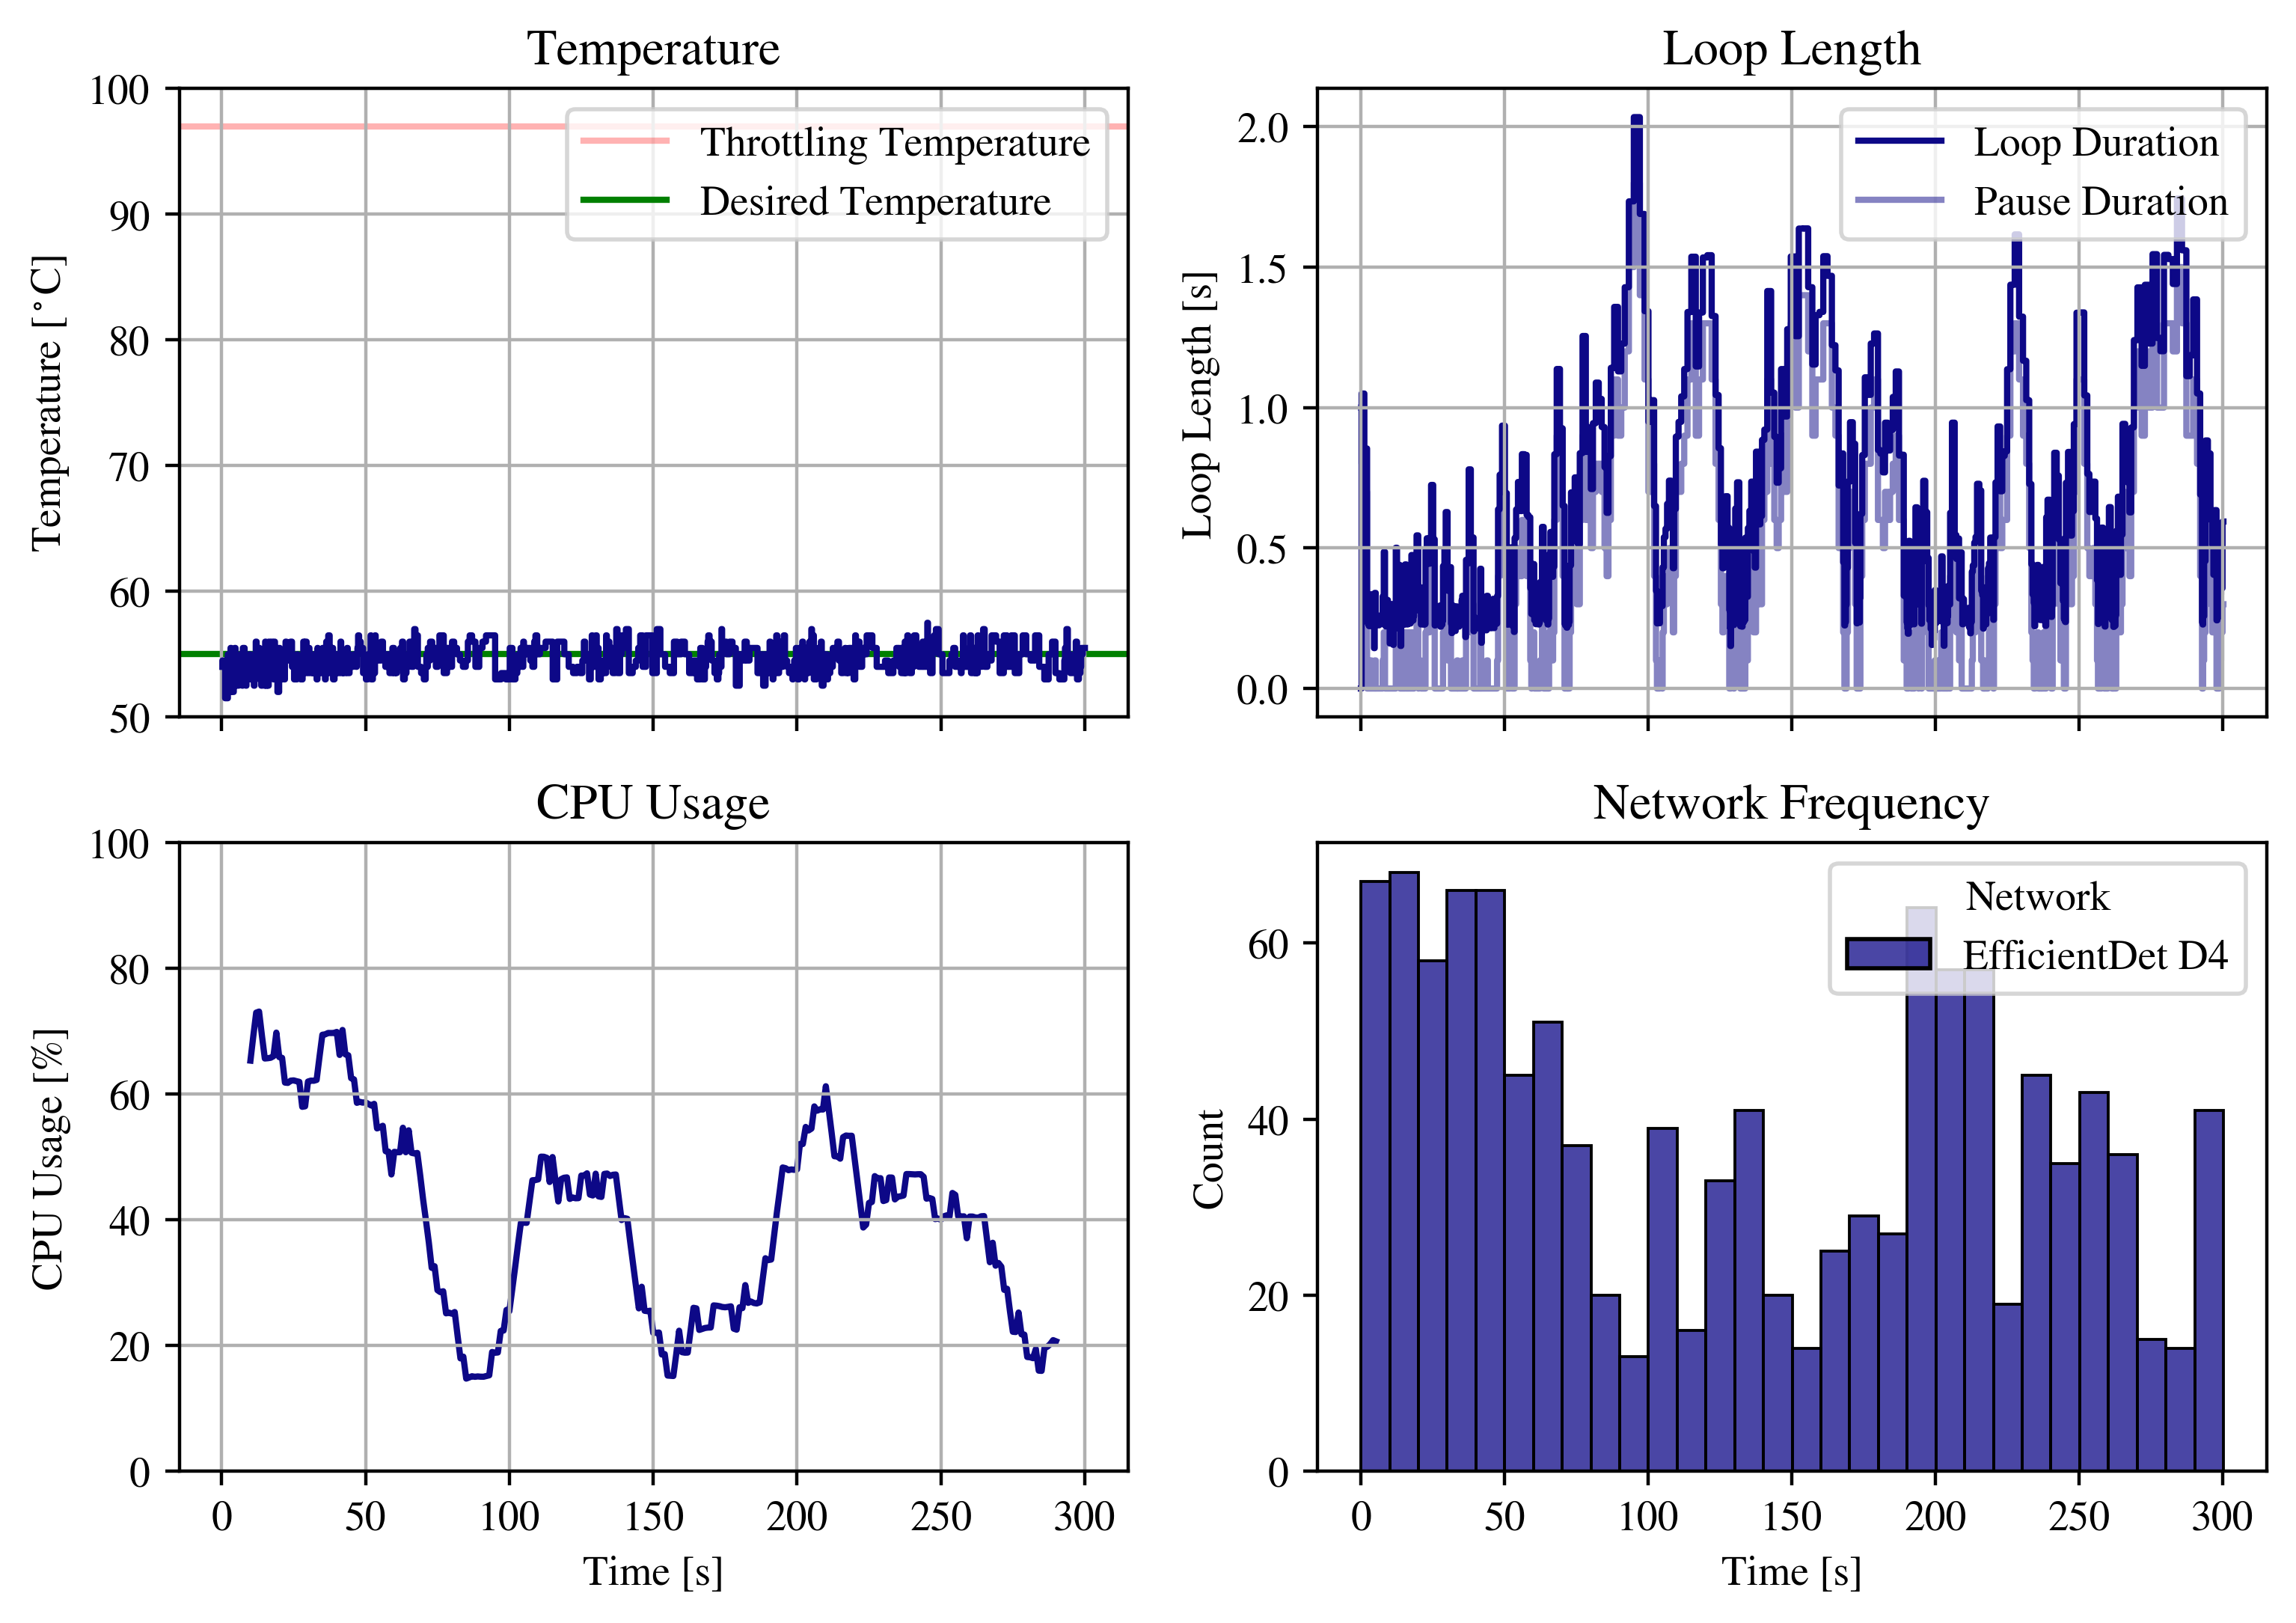 Temperature
100
90
80
70
60
50
Temperature [°C]
Throttling Temperature
Desired Temperature
Loop Length
2.0
1.5
1.0
0.5
0.0
Loop Length [s]
Loop Duration
Pause Duration
CPU Usage
100
80
60
40
20
0
CPU Usage [%]
0 50 100 150 200 250 300
Time [s]
Network Frequency
60
40
20
0
Count
Network
EfficientDet D4
0 50 100 150 200 250 300
Time [s]